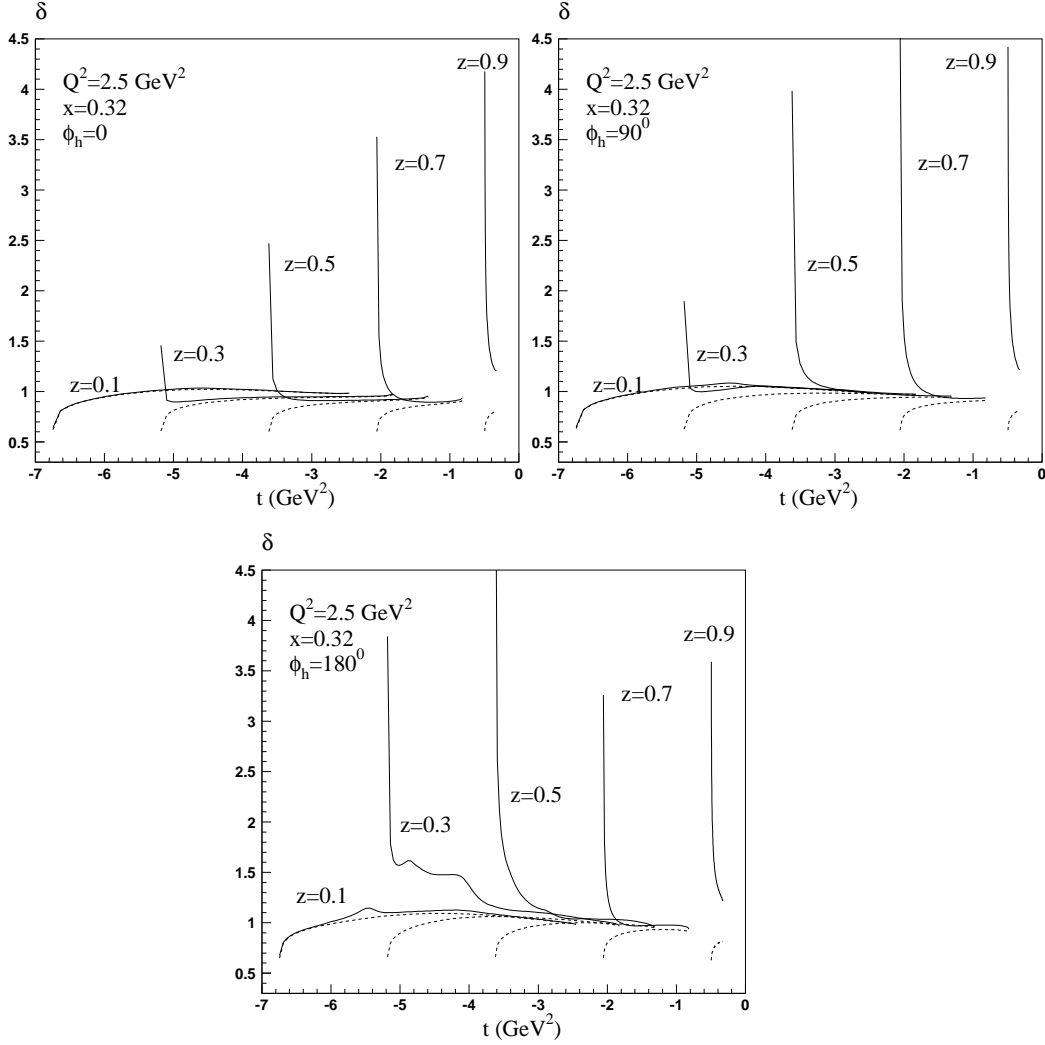 δ
4.5
4
3.5
3
2.5
2
1.5
1
0.5
Q²=2.5 GeV²
x=0.32
ϕ_h=0
z=0.9
z=0.7
z=0.5
z=0.3
z=0.1
-7 -6 -5 -4 -3 -2 -1 0
t (GeV²)
δ
4.5
4
3.5
3
2.5
2
1.5
1
0.5
Q²=2.5 GeV²
x=0.32
ϕ_h=90⁰
z=0.9
z=0.7
z=0.5
z=0.3
z=0.1
-7 -6 -5 -4 -3 -2 -1 0
t (GeV²)
δ
4.5
4
3.5
3
2.5
2
1.5
1
0.5
Q²=2.5 GeV²
x=0.32
ϕ_h=180⁰
z=0.9
z=0.7
z=0.5
z=0.3
z=0.1
-7 -6 -5 -4 -3 -2 -1 0
t (GeV²)